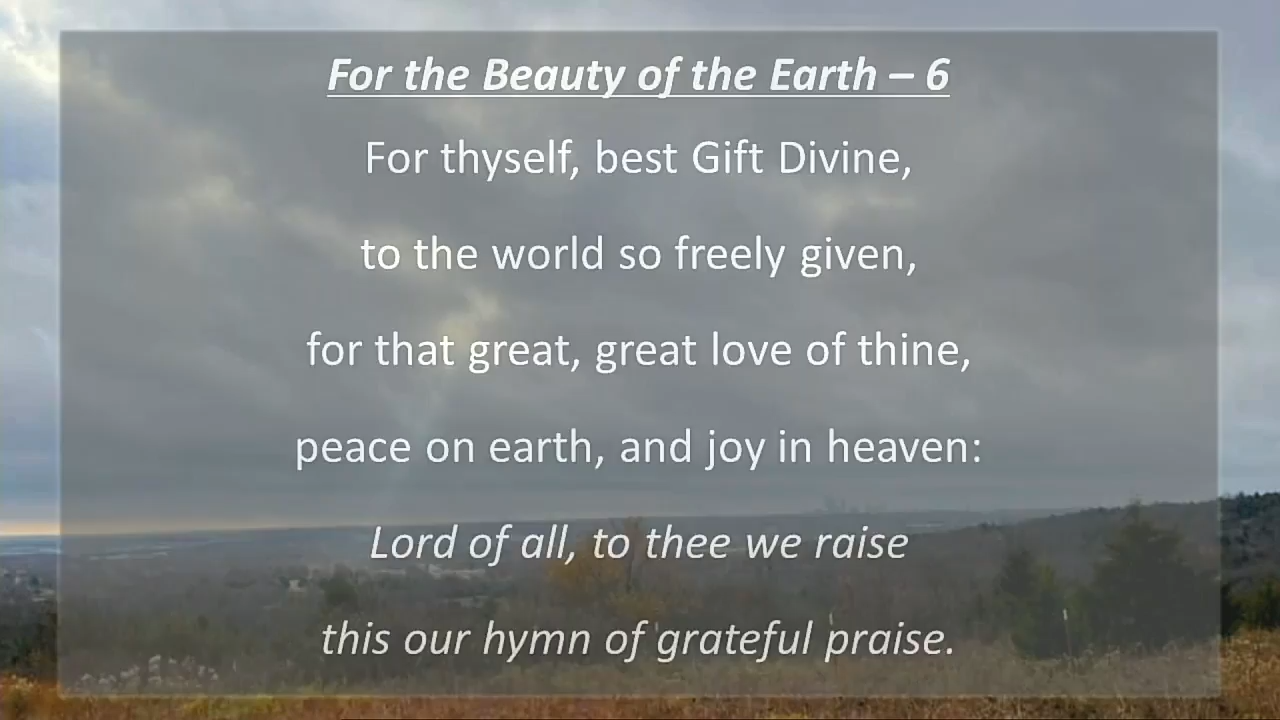 For the Beauty of the Earth – 6
For thyself, best Gift Divine,
to the world so freely given,
for that great, great love of thine,
peace on earth, and joy in heaven:
Lord of all, to thee we raise
this our hymn of grateful praise.